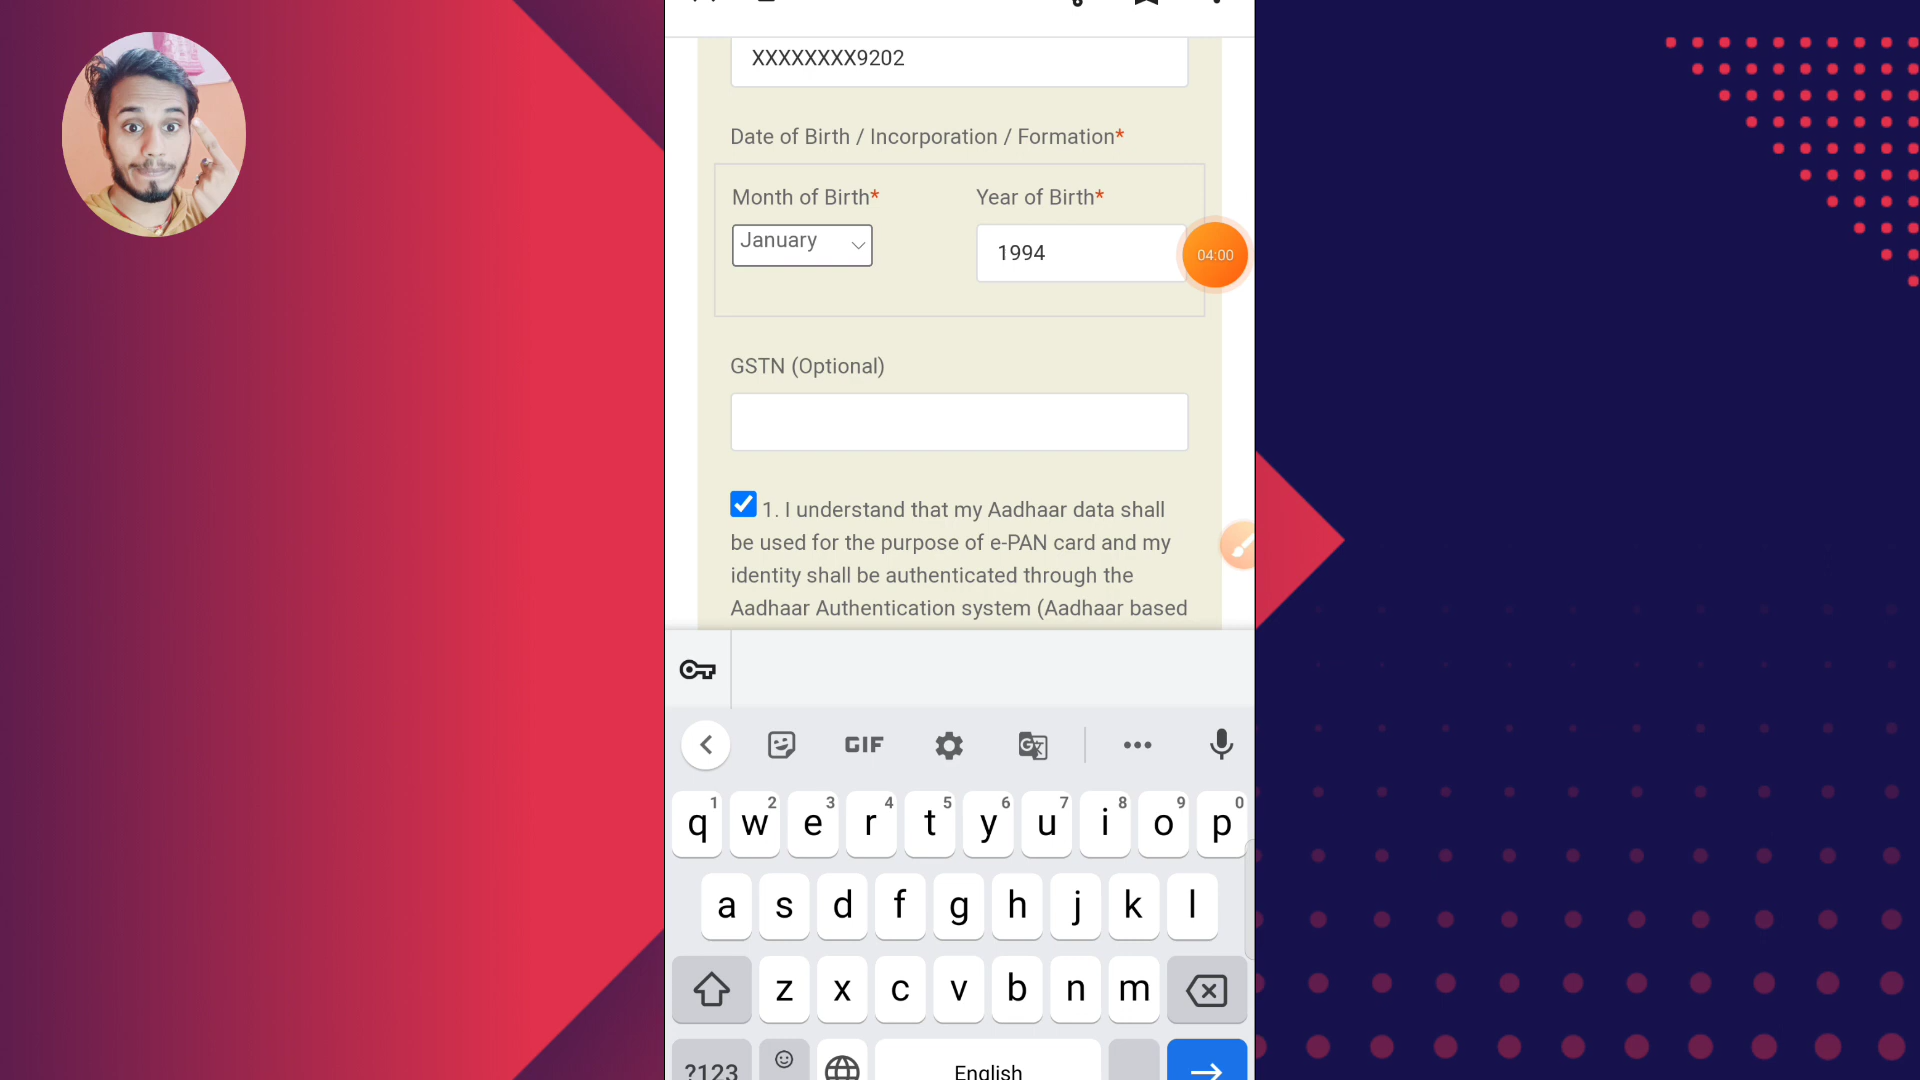 XXXXXXXX9202
Date of Birth / Incorporation / Formation*
Month of Birth*
Year of Birth*
January
1994
04:00
GSTN (Optional)
1. I understand that my Aadhaar data shall
be used for the purpose of e-PAN card and my
identity shall be authenticated through the
Aadhaar Authentication system (Aadhaar based
GIF
1 2 3 4 5 6 7 8 9 0
q w e r t y u i o p
a s d f g h j k l
z x c v b n m
?123
English